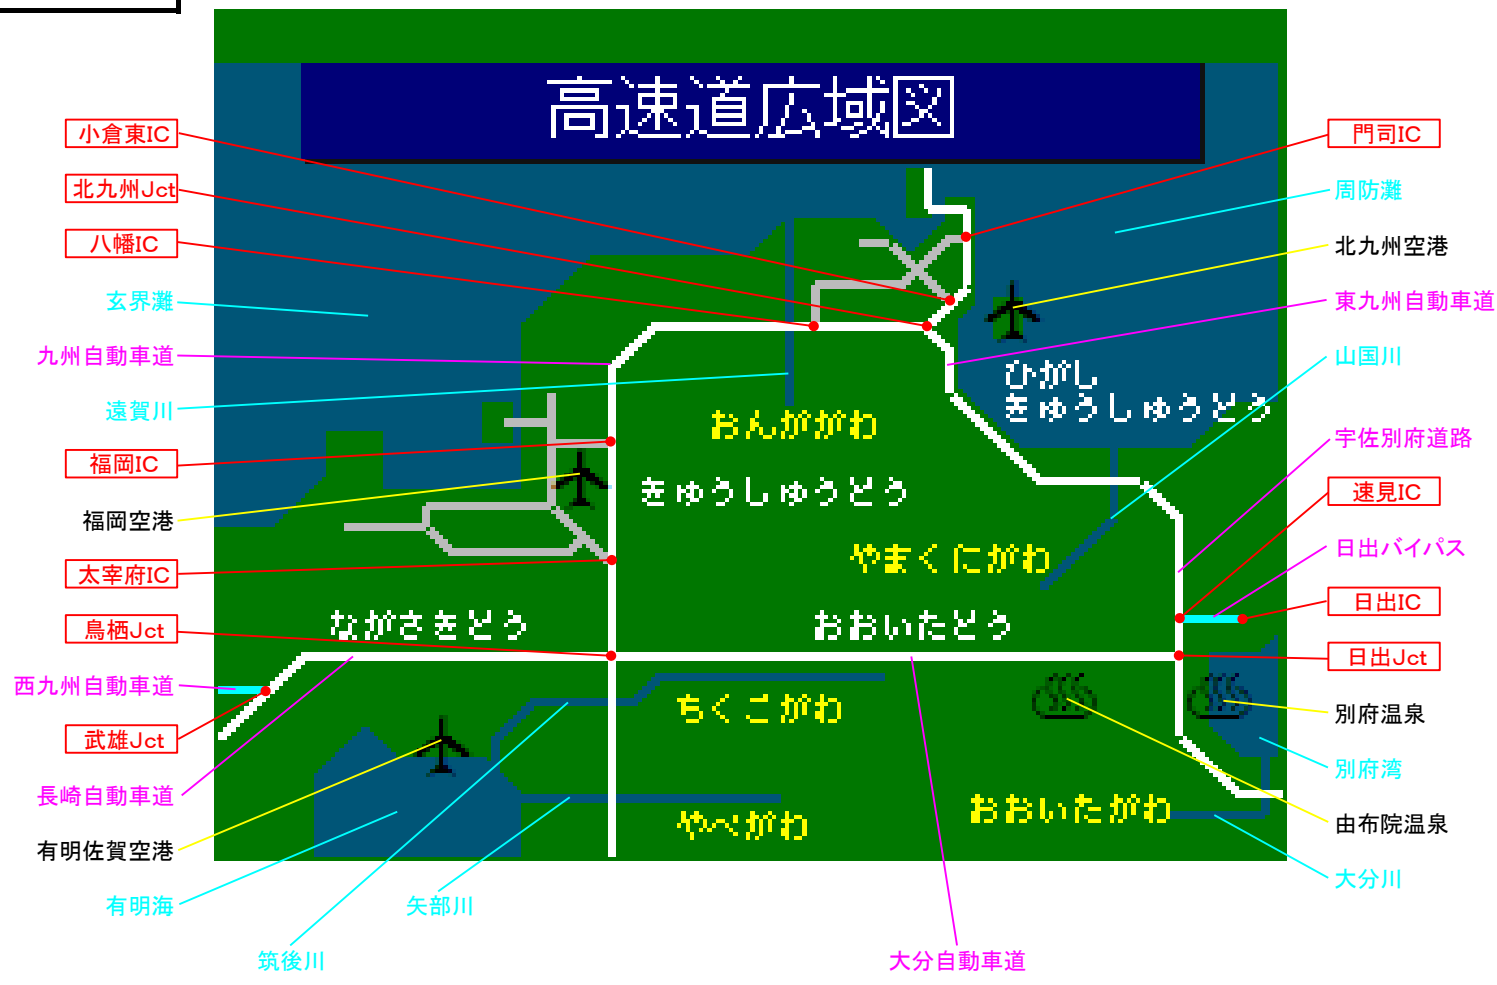 高速道広域図
小倉東IC
北九州Jct
八幡IC
玄界灘
九州自動車道
遠賀川
福岡IC
福岡空港
太宰府IC
鳥栖Jct
西九州自動車道
武雄Jct
長崎自動車道
有明佐賀空港
有明海
ひがし
きゅうしゅうどう
おんががわ
きゅうしゅうどう
やまくにがわ
ながさきどう
おおいたどう
ちくごがわ
やべがわ
おおいたがわ
門司IC
周防灘
北九州空港
東九州自動車道
山国川
宇佐別府道路
速見IC
日出バイパス
日出IC
日出Jct
別府温泉
別府湾
由布院温泉
大分川
矢部川
筑後川
大分自動車道